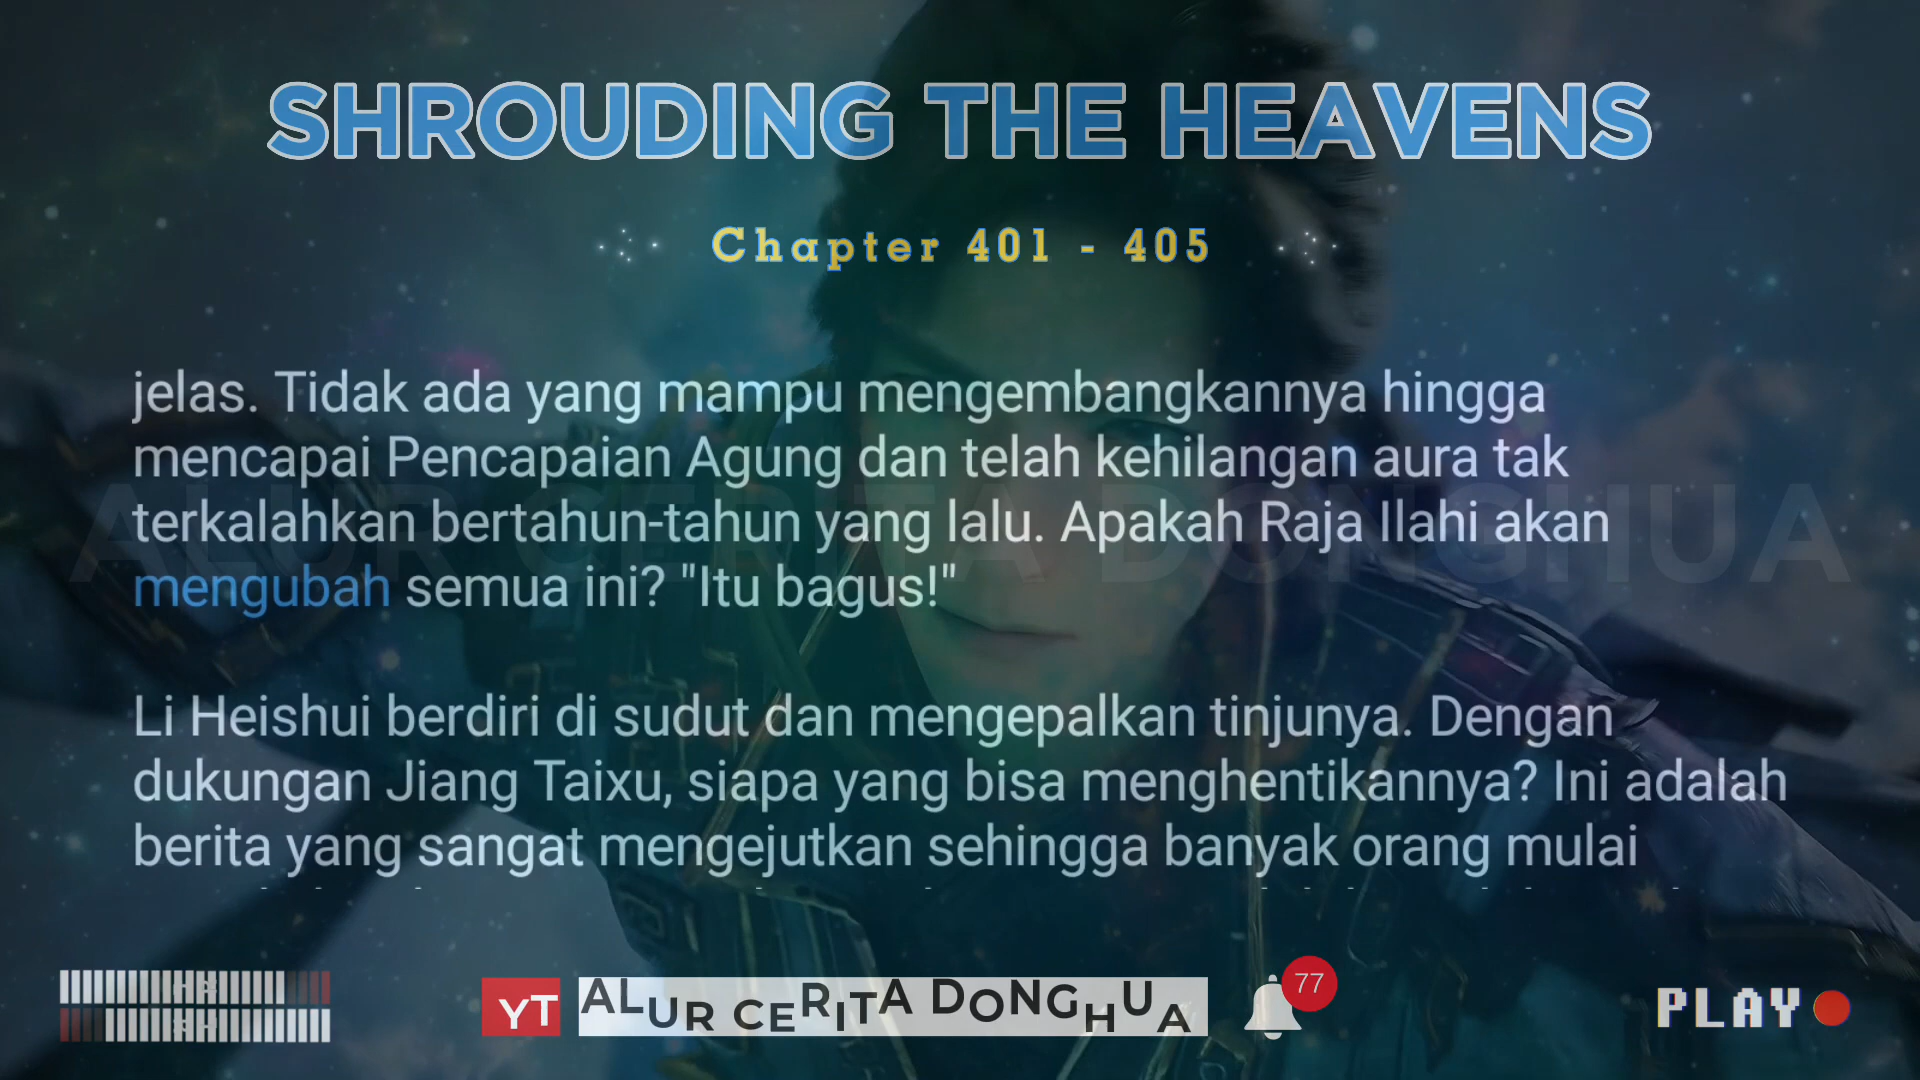 SHROUDING THE HEAVENS
Chapter 401 - 405
jelas. Tidak ada yang mampu mengembangkannya hingga
mencapai Pencapaian Agung dan telah kehilangan aura tak
terkalahkan bertahun-tahun yang lalu. Apakah Raja Ilahi akan
mengubah semua ini? "Itu bagus!"
Li Heishui berdiri di sudut dan mengepalkan tinjunya. Dengan
dukungan Jiang Taixu, siapa yang bisa menghentikannya? Ini adalah
berita yang sangat mengejutkan sehingga banyak orang mulai
ALUR CERITA DONGHUA
YT ALUR CERITA DONGHUA 77
PLAY